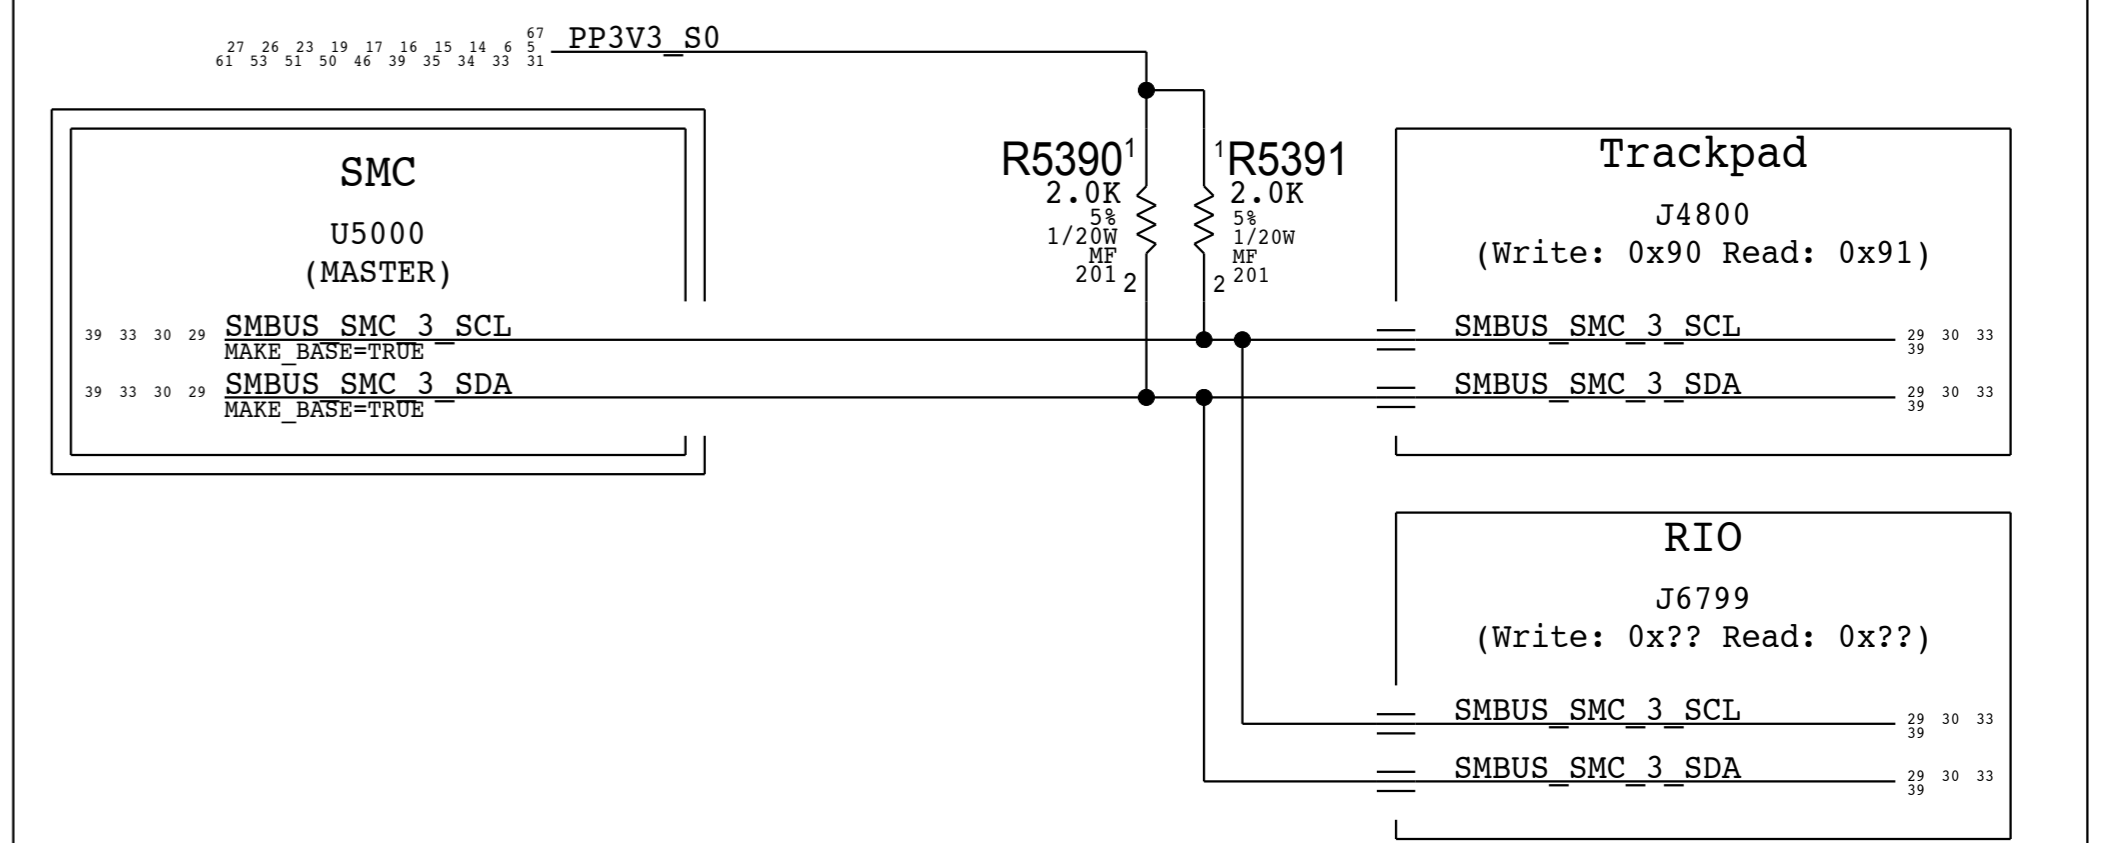 67
PP3V3_S0
27 26 23 19 17 16 15 14 6 5
61 53 51 50 46 39 35 34 33 31
SMC
U5000
(MASTER)
39 33 30 29 SMBUS_SMC_3_SCL
MAKE_BASE=TRUE
39 33 30 29 SMBUS_SMC_3_SDA
MAKE_BASE=TRUE
R5390 1
2.0K
5%
1/20W
MF
201
2
1 R5391
2.0K
5%
1/20W
MF
201
2
Trackpad
J4800
(Write: 0x90 Read: 0x91)
SMBUS_SMC_3_SCL 29 30 33
39
SMBUS_SMC_3_SDA 29 30 33
39
RIO
J6799
(Write: 0x?? Read: 0x??)
SMBUS_SMC_3_SCL 29 30 33
39
SMBUS_SMC_3_SDA 29 30 33
39